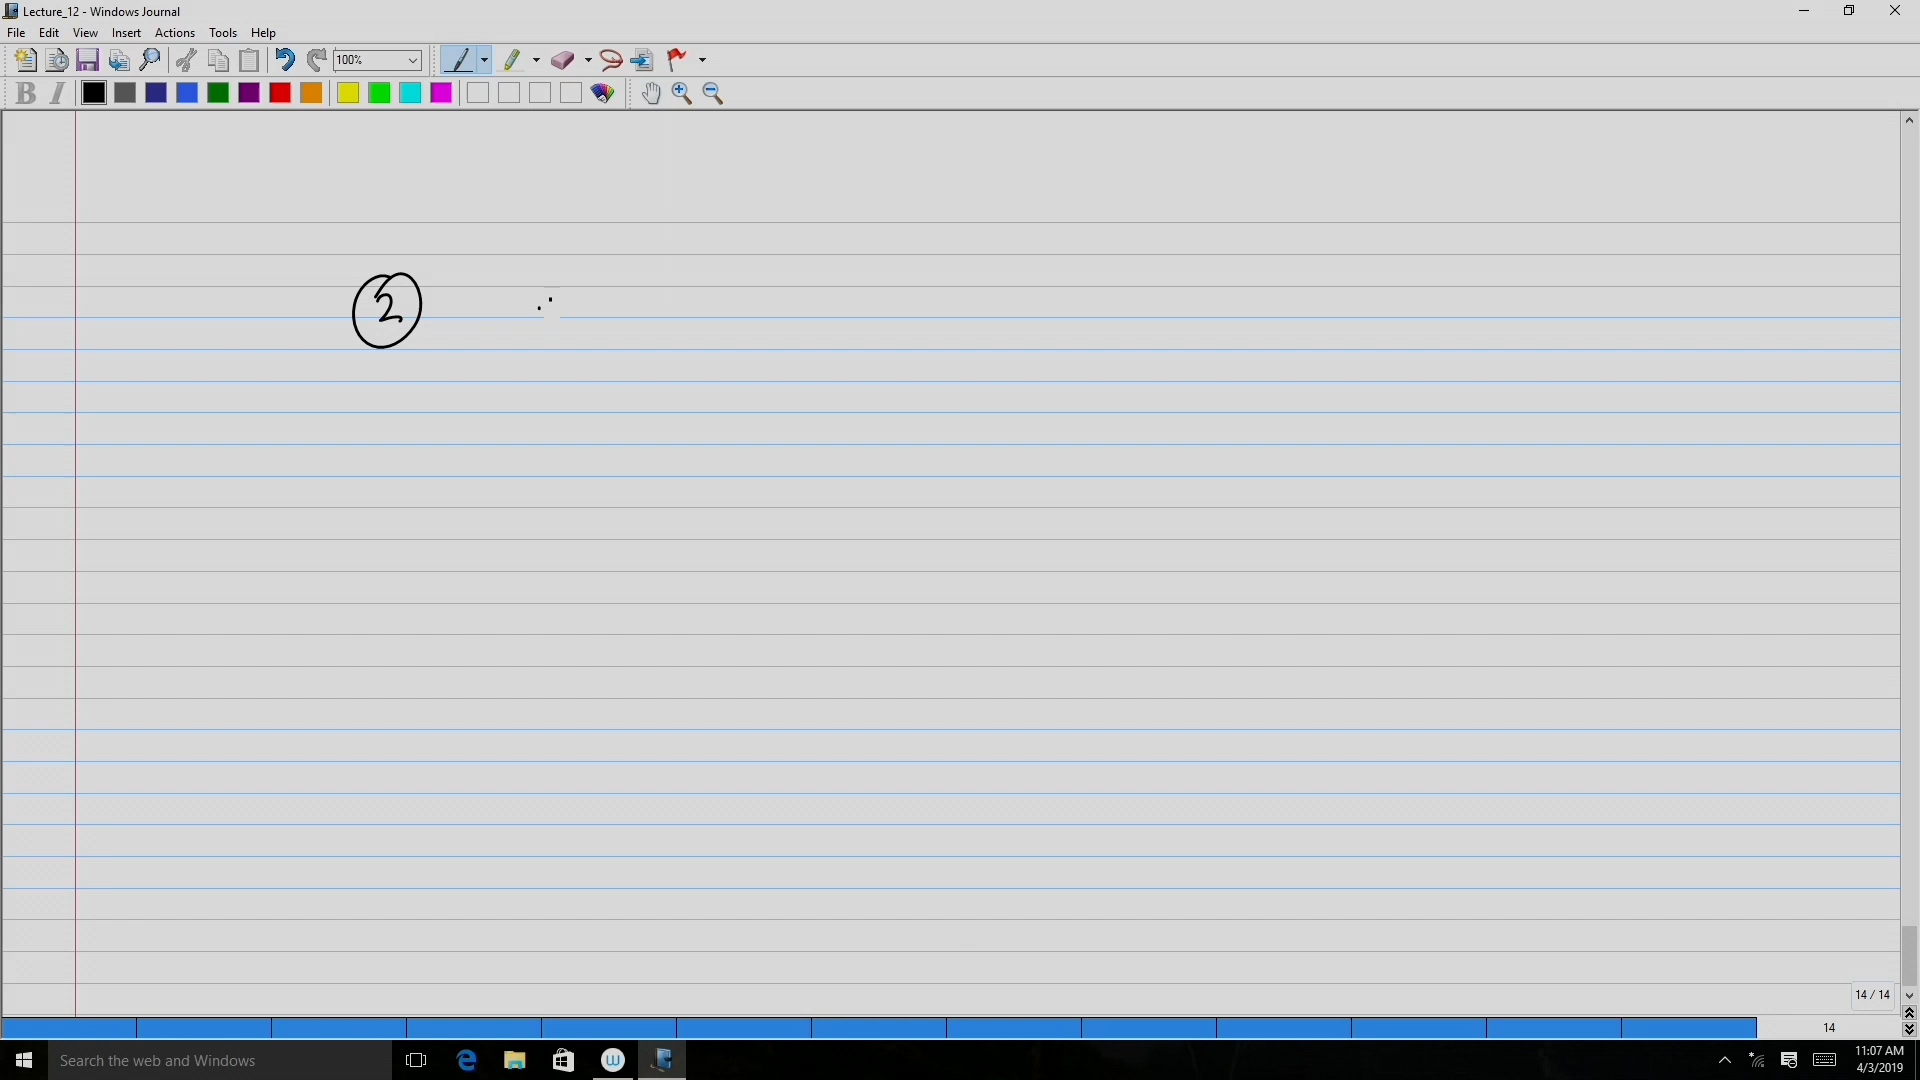 Lecture_12 - Windows Journal
File Edit View Insert Actions Tools Help
100%
B I
2
14 / 14
14
Search the web and Windows
11:07 AM
4/3/2019